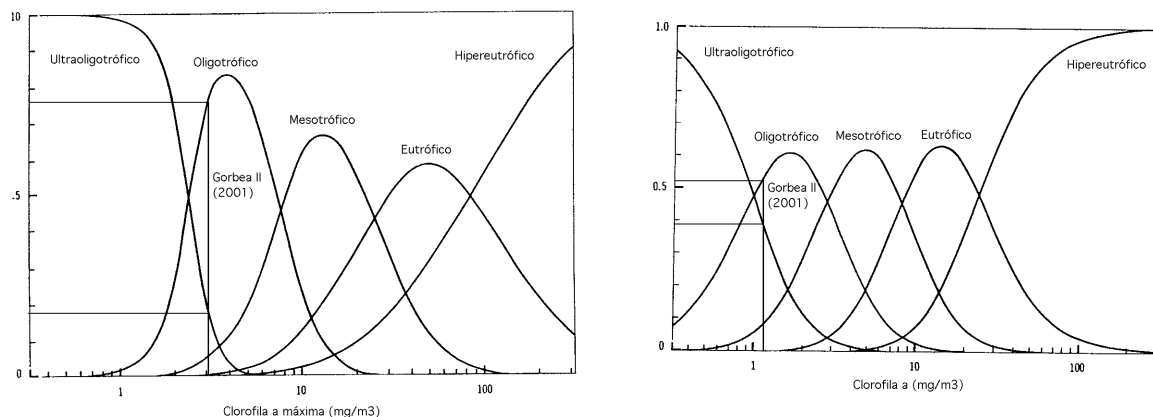 10
Ultraoligotrófico
Oligotrófico
Hipereutrófico
Mesotrófico
Eutrófico
Gorbea II
(2001)
.5
0
1
10
100
Clorofila a máxima (mg/m3)
1.0
Ultraoligotrófico
Hipereutrófico
Oligotrófico
Mesotrófico
Eutrófico
Gorbea II
(2001)
0.5
0
1
10
100
Clorofila a (mg/m3)